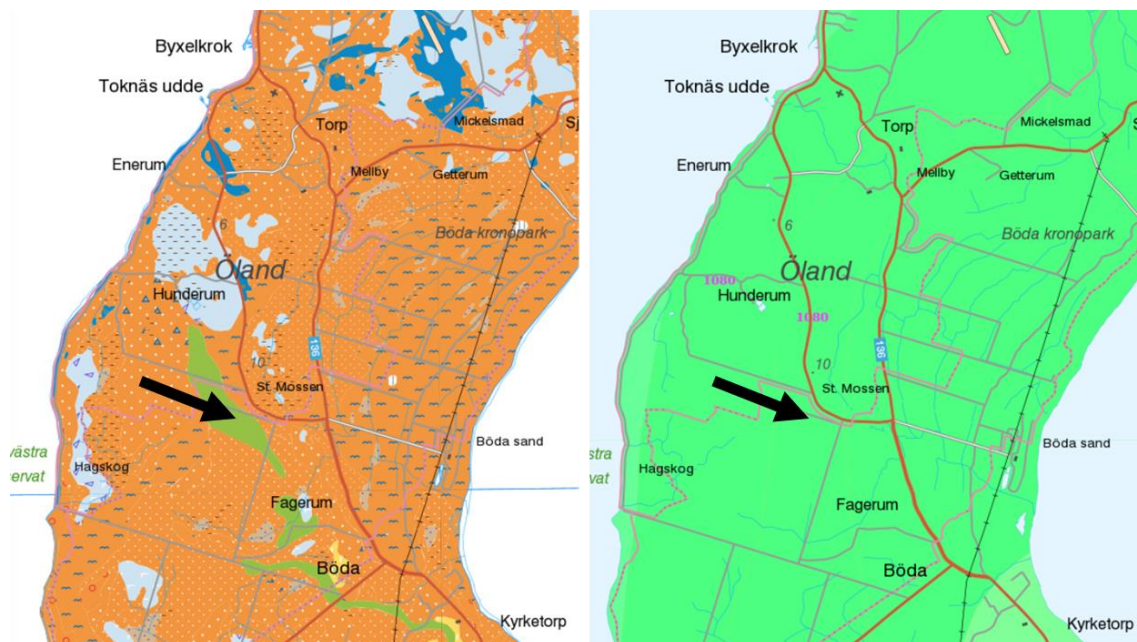 Byxelkrok
Toknäs udde
Torp
Mickelsmad
Sj
Enerum
Mellby
Getterum
6
Böda kronopark
Öland
Hunderum
136
10
St. Mossen
Böda sand
västra
ervat
Hagskog
Fagerum
Böda
Kyrketorp
Byxelkrok
Toknäs udde
Torp
Mickelsmad
S
Enerum
Mellby
Getterum
6
Böda kronopark
Öland
1080
Hunderum
1080
136
10
St. Mossen
Böda sand
ästra
vat
Hagskog
Fagerum
Böda
Kyrketorp